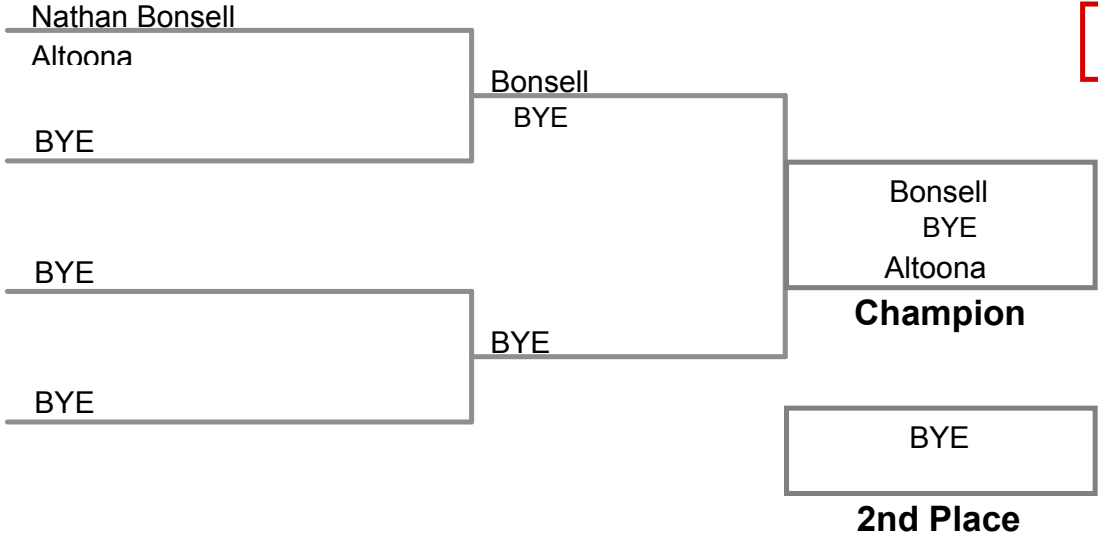 Nathan Bonsell
Altoona
Bonsell
BYE
BYE
Bonsell
BYE
Altoona
Champion
BYE
BYE
BYE
BYE
2nd Place